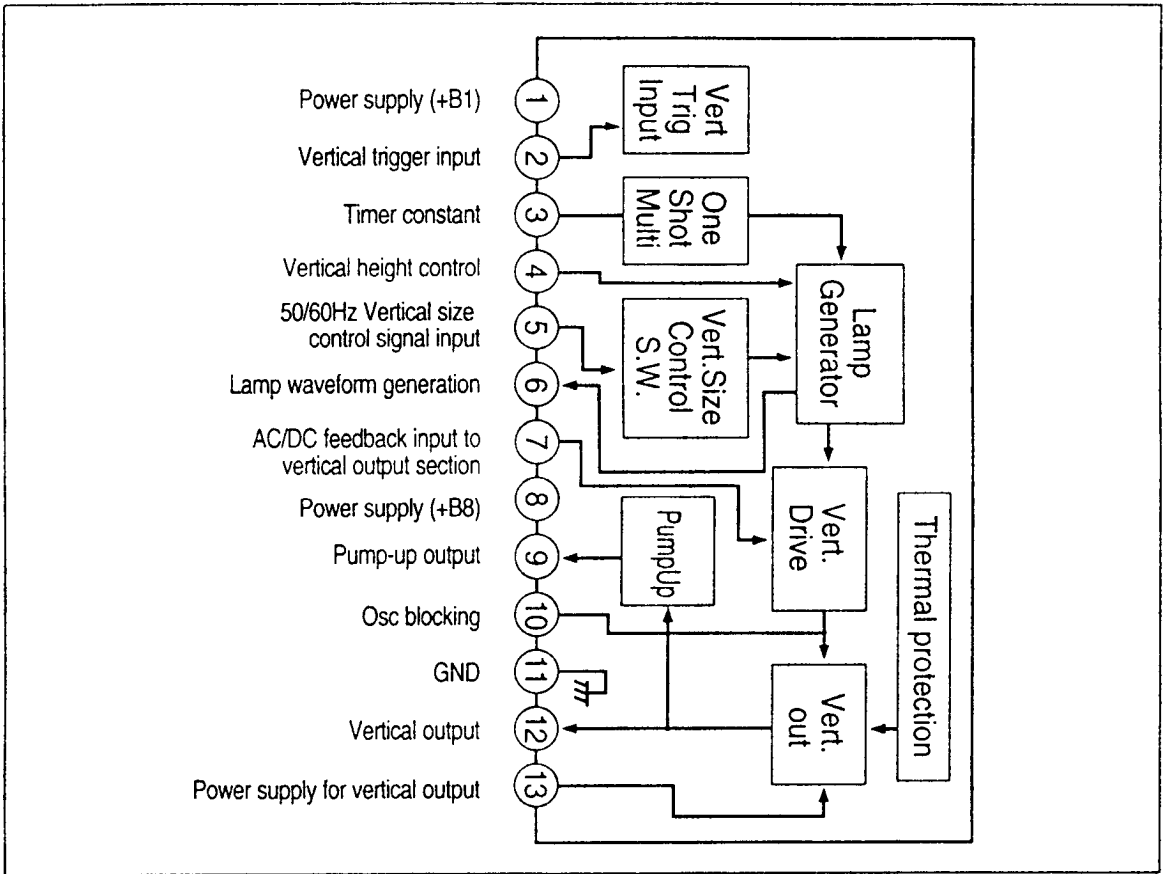 Power supply (+B1)
1
Vertical trigger input
2
Timer constant
3
Vertical height control
4
50/60Hz Vertical size
control signal input
5
Lamp waveform generation
6
AC/DC feedback input to
vertical output section
7
Power supply (+B8)
8
Pump-up output
9
Osc blocking
10
GND
11
Vertical output
12
Power supply for vertical output
13
Vert
Trig
Input
One
Shot
Multi
Lamp
Generator
Vert.Size
Control
S.W.
Vert.
Drive
PumpUp
Thermal protection
Vert.
out